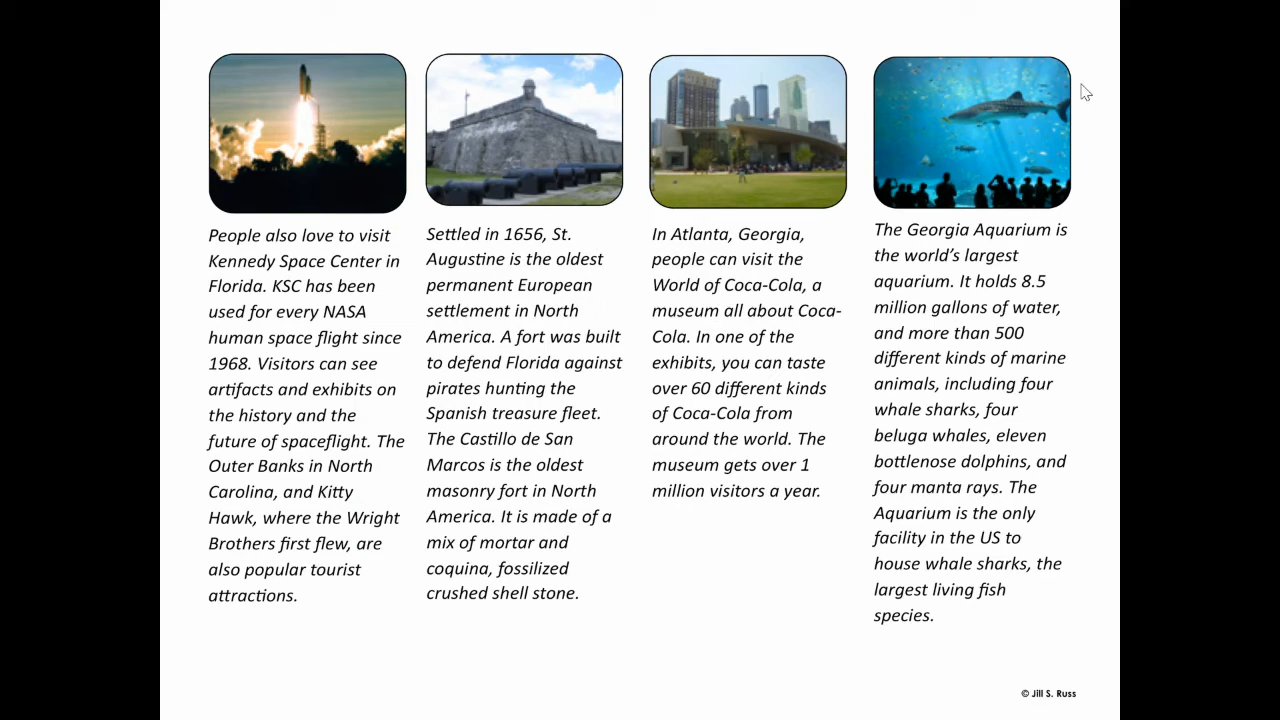 People also love to visit
Kennedy Space Center in
Florida. KSC has been
used for every NASA
human space flight since
1968. Visitors can see
artifacts and exhibits on
the history and the
future of spaceflight. The
Outer Banks in North
Carolina, and Kitty
Hawk, where the Wright
Brothers first flew, are
also popular tourist
attractions.
Settled in 1656, St.
Augustine is the oldest
permanent European
settlement in North
America. A fort was built
to defend Florida against
pirates hunting the
Spanish treasure fleet.
The Castillo de San
Marcos is the oldest
masonry fort in North
America. It is made of a
mix of mortar and
coquina, fossilized
crushed shell stone.
In Atlanta, Georgia,
people can visit the
World of Coca-Cola, a
museum all about Coca-
Cola. In one of the
exhibits, you can taste
over 60 different kinds
of Coca-Cola from
around the world. The
museum gets over 1
million visitors a year.
The Georgia Aquarium is
the world’s largest
aquarium. It holds 8.5
million gallons of water,
and more than 500
different kinds of marine
animals, including four
whale sharks, four
beluga whales, eleven
bottlenose dolphins, and
four manta rays. The
Aquarium is the only
facility in the US to
house whale sharks, the
largest living fish
species.
© Jill S. Russ